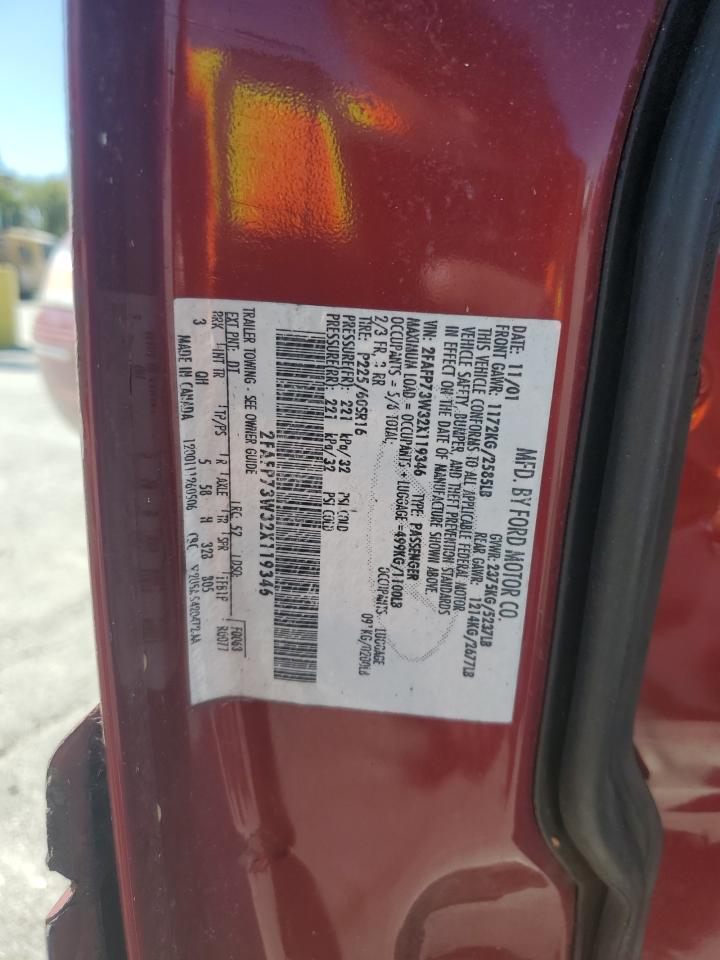 MFD. BY FORD MOTOR CO.
DATE: 11/01 GVWR: 2375KG/5237LB
FRONT GAWR: 1172KG/2585LB REAR GAWR: 1214KG/2677LB
THIS VEHICLE CONFORMS TO ALL APPLICABLE FEDERAL MOTOR
VEHICLE SAFETY, BUMPER, AND THEFT PREVENTION STANDARDS
IN EFFECT ON THE DATE OF MANUFACTURE SHOWN ABOVE.
VIN: 2FAFP73W32X119346 TYPE: PASSENGER
MAXIMUM LOAD = OCCUPANTS + LUGGAGE =499KG/1100LB
OCCUPANTS = 5/6 TOTAL, OCCUPANTS LUGGAGE
2/3 FR, 3 RR
TIRE: P225/60SR16
PRESSURE(FR): 221 kPa/32 PSI COLD
PRESSURE(RR): 221 kPa/32 PSI COLD
2FAFP73W32X119346
TRAILER TOWING - SEE OWNER GUIDE
EXT PNT: DT RC: 57 DSO: F0063
BRK INT TR TP/PS R AXLE TR SPR
3 QH 5 58 H 328 305
MADE IN CANADA